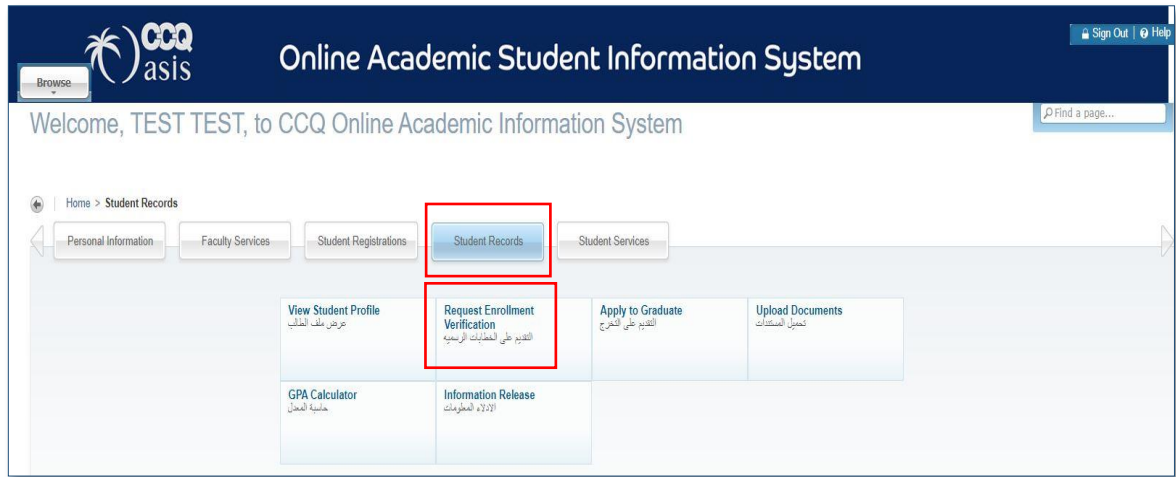 CCQ
asis
Online Academic Student Information System
Sign Out | Help
Browse
Welcome, TEST TEST, to CCQ Online Academic Information System
Find a page...
Home > Student Records
Personal Information
Faculty Services
Student Registrations
Student Records
Student Services
View Student Profile
عرض ملف الطالب
Request Enrollment
Verification
التقديم على الخطابات الرسميه
Apply to Graduate
التقديم على التخرج
Upload Documents
تحميل المستندات
GPA Calculator
حاسبة المعدل
Information Release
الادلاء المعلومات